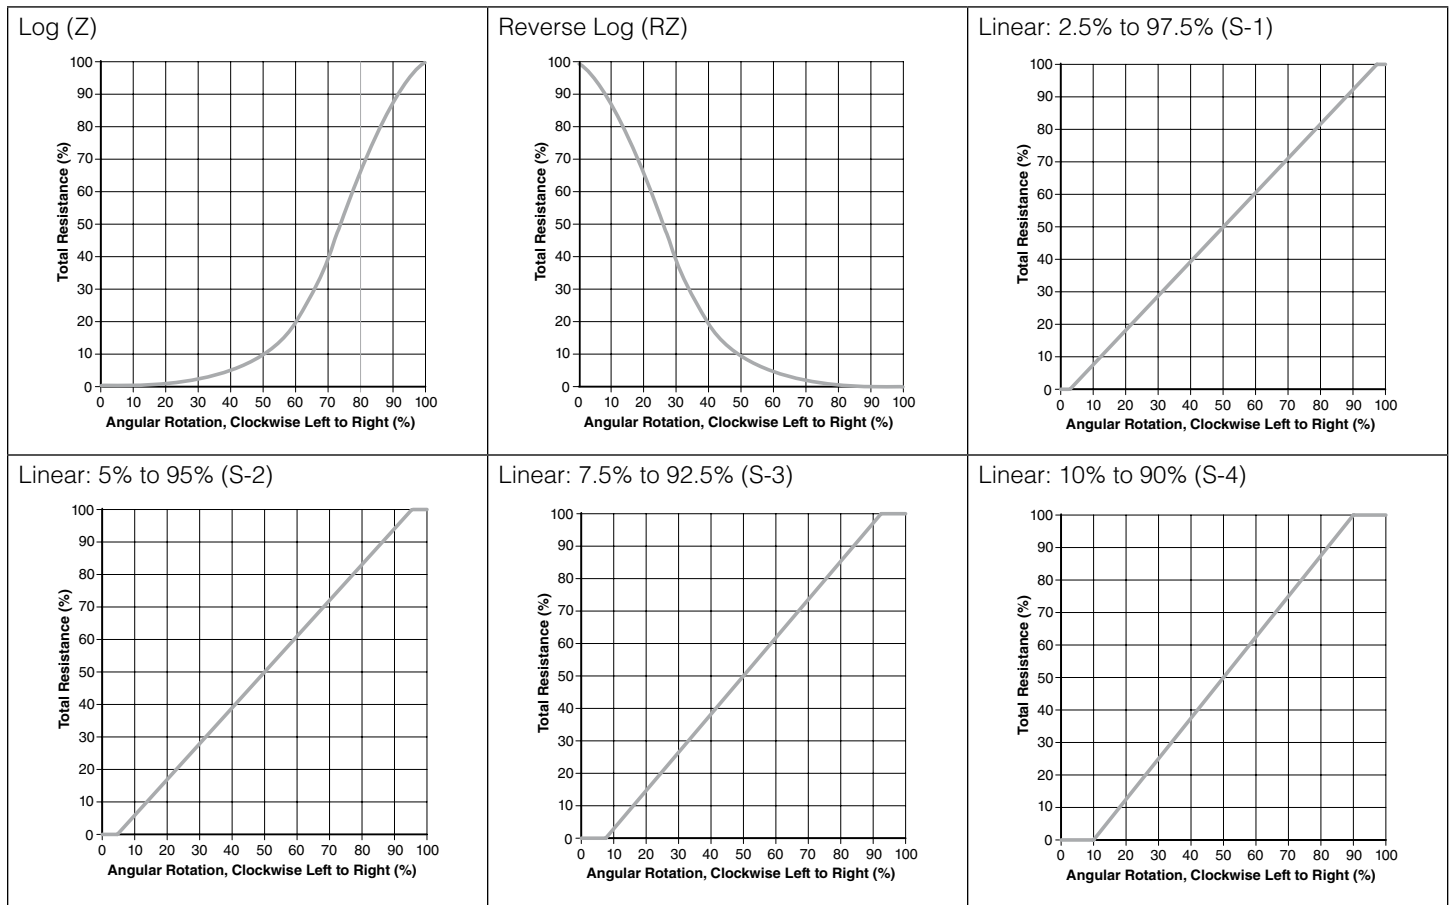 Log (Z)
100
90
80
70
60
50
40
30
20
10
0
Total Resistance (%)
0 10 20 30 40 50 60 70 80 90 100
Angular Rotation, Clockwise Left to Right (%)
Reverse Log (RZ)
100
90
80
70
60
50
40
30
20
10
0
Total Resistance (%)
0 10 20 30 40 50 60 70 80 90 100
Angular Rotation, Clockwise Left to Right (%)
Linear: 2.5% to 97.5% (S-1)
100
90
80
70
60
50
40
30
20
10
0
Total Resistance (%)
0 10 20 30 40 50 60 70 80 90 100
Angular Rotation, Clockwise Left to Right (%)
Linear: 5% to 95% (S-2)
100
90
80
70
60
50
40
30
20
10
0
Total Resistance (%)
0 10 20 30 40 50 60 70 80 90 100
Angular Rotation, Clockwise Left to Right (%)
Linear: 7.5% to 92.5% (S-3)
100
90
80
70
60
50
40
30
20
10
0
Total Resistance (%)
0 10 20 30 40 50 60 70 80 90 100
Angular Rotation, Clockwise Left to Right (%)
Linear: 10% to 90% (S-4)
100
90
80
70
60
50
40
30
20
10
0
Total Resistance (%)
0 10 20 30 40 50 60 70 80 90 100
Angular Rotation, Clockwise Left to Right (%)